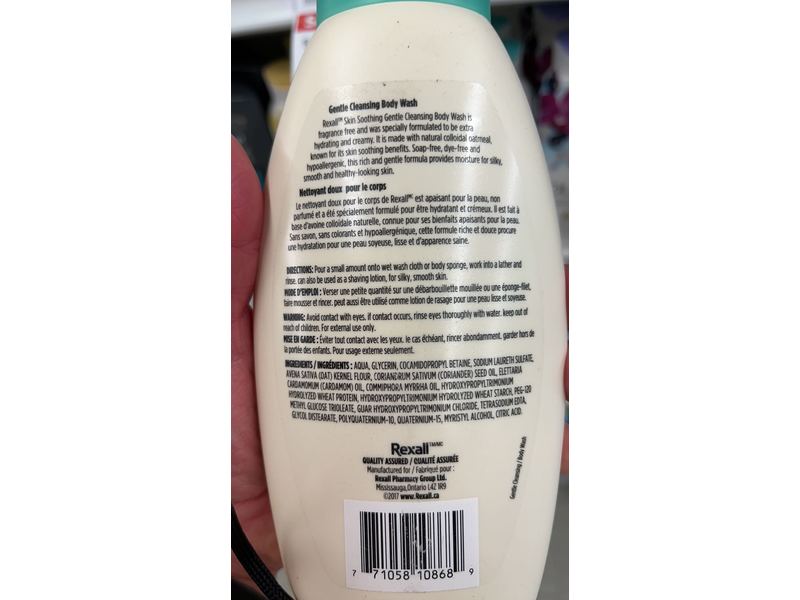 Gentle Cleansing Body Wash
Rexall™ Skin Soothing Gentle Cleansing Body Wash is
fragrance free and was specially formulated to be extra
hydrating and creamy. It is made with natural colloidal oatmeal,
known for its skin soothing benefits. Soap-free, dye-free and
hypoallergenic, this rich and gentle formula provides moisture for silky,
smooth and healthy-looking skin.
Nettoyant doux pour le corps
Le nettoyant doux pour le corps de Rexallᴹᶜ est apaisant pour la peau, non
parfumé et a été spécialement formulé pour être hydratant et crémeux. Il est fait à
base d'avoine colloïdale naturelle, connue pour ses bienfaits apaisants pour la peau.
Sans savon, sans colorants et hypoallergénique, cette formule riche et douce procure
une hydratation pour une peau soyeuse, lisse et d'apparence saine.
DIRECTIONS: Pour a small amount onto wet wash cloth or body sponge, work into a lather and
rinse. can also be used as a shaving lotion, for silky, smooth skin.
MODE D'EMPLOI : Verser une petite quantité sur une débarbouillette mouillée ou une éponge-filet,
faire mousser et rincer. peut aussi être utilisé comme lotion de rasage pour une peau lisse et soyeuse.
WARNING: Avoid contact with eyes. if contact occurs, rinse eyes thoroughly with water. keep out of
reach of children. For external use only.
MISE EN GARDE : Éviter tout contact avec les yeux. le cas échéant, rincer abondamment. garder hors de
la portée des enfants. Pour usage externe seulement.
INGREDIENTS / INGRÉDIENTS : AQUA, GLYCERIN, COCAMIDOPROPYL BETAINE, SODIUM LAURETH SULFATE,
AVENA SATIVA (OAT) KERNEL FLOUR, CORIANDRUM SATIVUM (CORIANDER) SEED OIL, ELETTARIA
CARDAMOMUM (CARDAMOM) OIL, COMMIPHORA MYRRHA OIL, HYDROXYPROPYLTRIMONIUM
HYDROLYZED WHEAT PROTEIN, HYDROXYPROPYLTRIMONIUM HYDROLYZED WHEAT STARCH, PEG-120
METHYL GLUCOSE TRIOLEATE, GUAR HYDROXYPROPYLTRIMONIUM CHLORIDE, TETRASODIUM EDTA,
GLYCOL DISTEARATE, POLYQUATERNIUM-10, QUATERNIUM-15, MYRISTYL ALCOHOL, CITRIC ACID.
Rexall™/MC
QUALITY ASSURED / QUALITÉ ASSURÉE
Manufactured for / Fabriqué pour :
Rexall Pharmacy Group Ltd.
Mississauga, Ontario L4Z 1R9
©2017 www.Rexall.ca
Gentle Cleansing / Body Wash
7 71058 10868 9